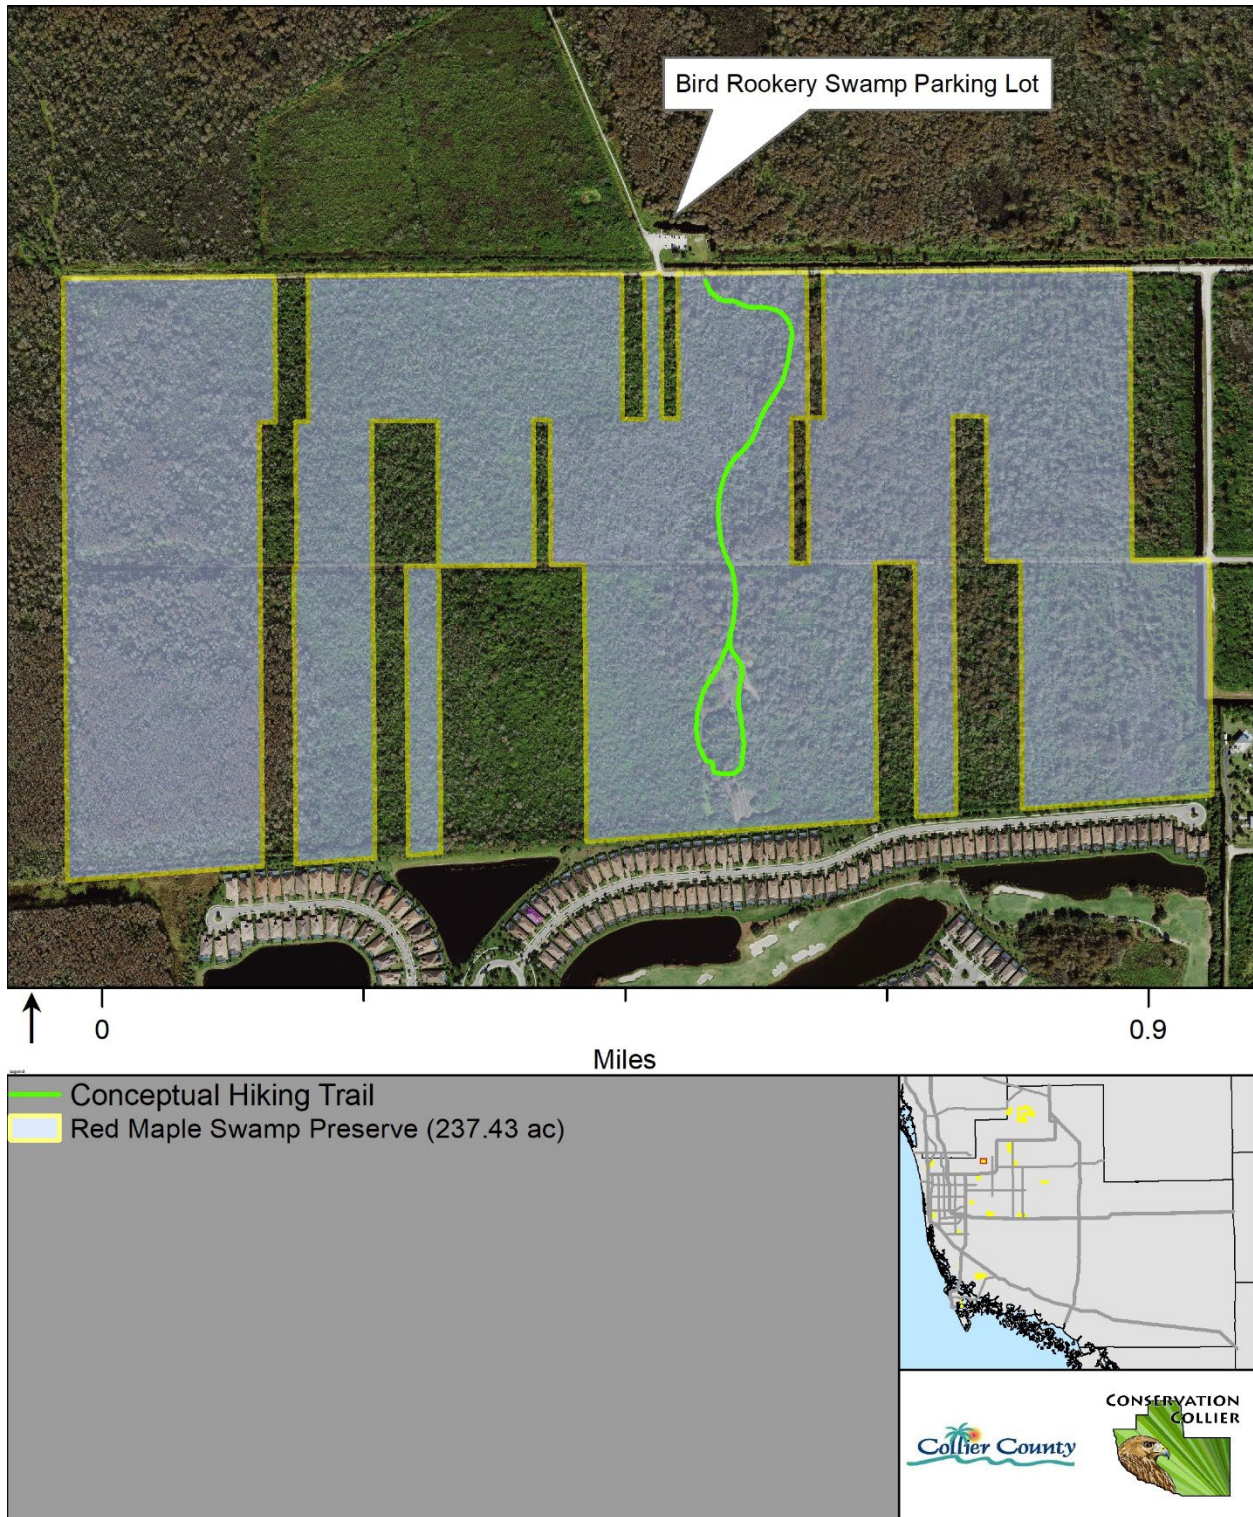 Bird Rookery Swamp Parking Lot
0
0.9
Miles
Legend
Conceptual Hiking Trail
Red Maple Swamp Preserve (237.43 ac)
CONSERVATION
COLLIER
Collier County